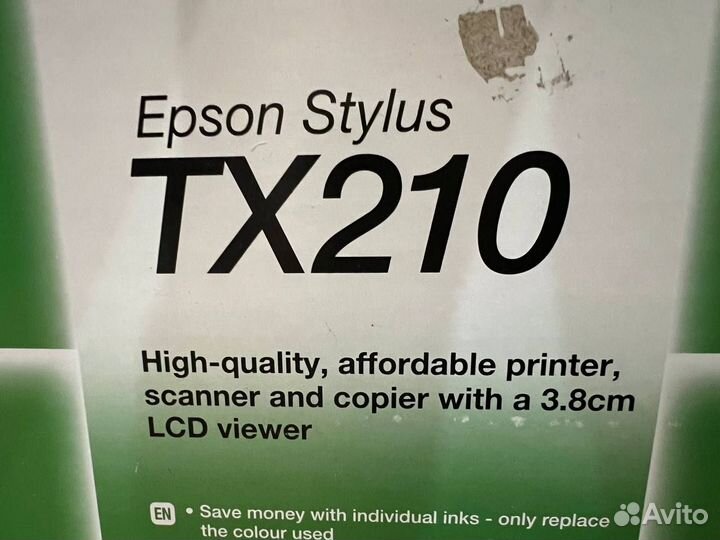 Epson Stylus
TX210
High-quality, affordable printer,
scanner and copier with a 3.8cm
LCD viewer
EN • Save money with individual inks - only replace
the colour used
Avito